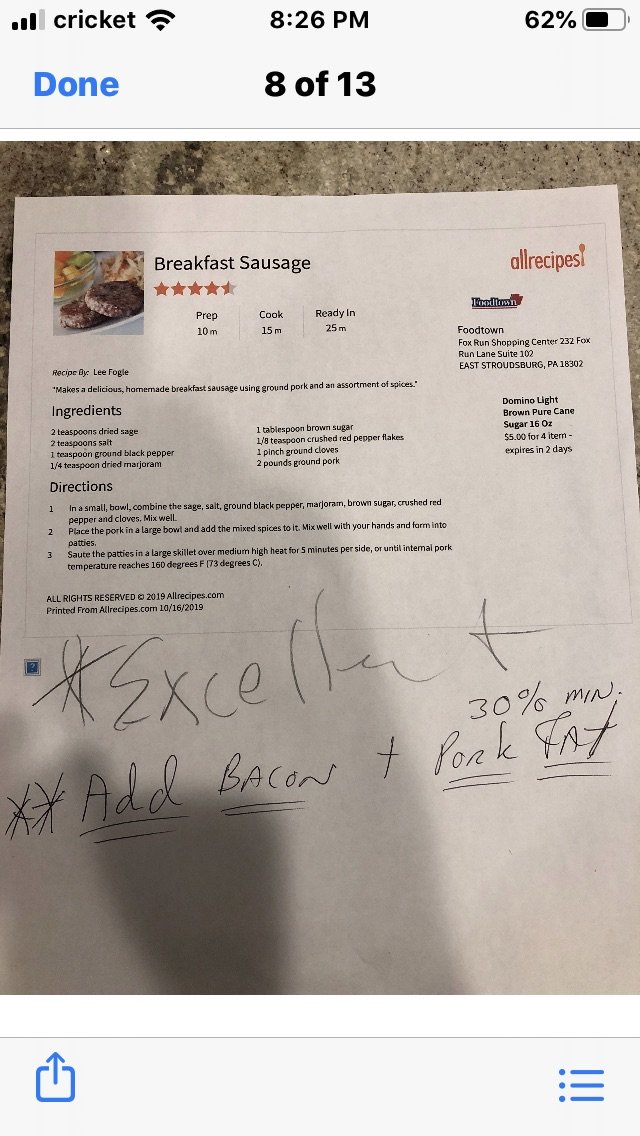 cricket 8:26 PM 62%
Done 8 of 13
Breakfast Sausage
allrecipes
Prep Cook Ready In
10 m 15 m 25 m
Foodtown
Foodtown
Fox Run Shopping Center 232 Fox
Run Lane Suite 102
EAST STROUDSBURG, PA 18302
Recipe By: Lee Fogle
"Makes a delicious, homemade breakfast sausage using ground pork and an assortment of spices."
Ingredients
2 teaspoons dried sage
2 teaspoons salt
1 teaspoon ground black pepper
1/4 teaspoon dried marjoram
1 tablespoon brown sugar
1/8 teaspoon crushed red pepper flakes
1 pinch ground cloves
2 pounds ground pork
Domino Light
Brown Pure Cane
Sugar 16 Oz
$5.00 for 4 item -
expires in 2 days
Directions
1 In a small, bowl, combine the sage, salt, ground black pepper, marjoram, brown sugar, crushed red
pepper and cloves. Mix well.
2 Place the pork in a large bowl and add the mixed spices to it. Mix well with your hands and form into
patties.
3 Saute the patties in a large skillet over medium high heat for 5 minutes per side, or until internal pork
temperature reaches 160 degrees F (73 degrees C).
ALL RIGHTS RESERVED © 2019 Allrecipes.com
Printed From Allrecipes.com 10/16/2019
?
*Excellent
30% MIN.
** Add BACON + Pork FAT